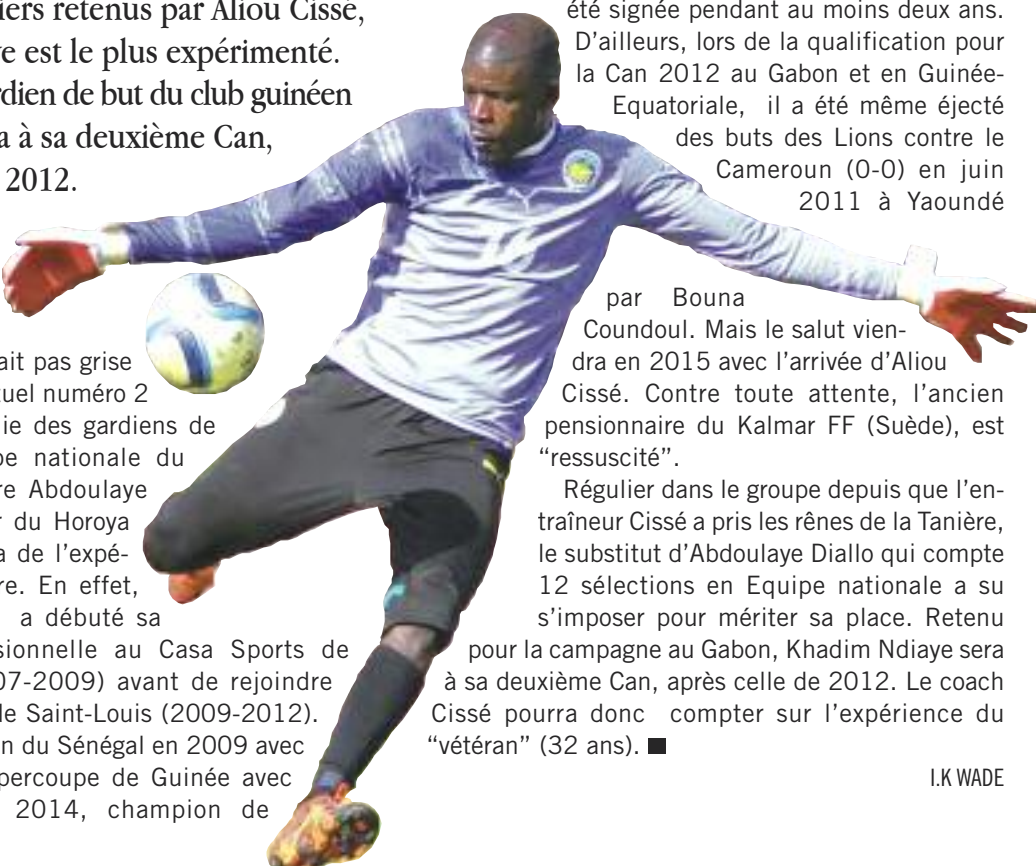 iers retenus par Aliou Cissé,
ve est le plus expérimenté.
rdien de but du club guinéen
a à sa deuxième Can,
2012.
ait pas grise
tuel numéro 2
ie des gardiens de
pe nationale du
re Abdoulaye
r du Horoya
a de l’expé-
re. En effet,
a débuté sa
sionnelle au Casa Sports de
07-2009) avant de rejoindre
de Saint-Louis (2009-2012).
n du Sénégal en 2009 avec
percoupe de Guinée avec
2014, champion de
été signée pendant au moins deux ans.
D’ailleurs, lors de la qualification pour
la Can 2012 au Gabon et en Guinée-
Equatoriale, il a été même éjecté
des buts des Lions contre le
Cameroun (0-0) en juin
2011 à Yaoundé
par Bouna
Coundoul. Mais le salut vien-
dra en 2015 avec l’arrivée d’Aliou
Cissé. Contre toute attente, l’ancien
pensionnaire du Kalmar FF (Suède), est
“ressuscité”.
Régulier dans le groupe depuis que l’en-
traîneur Cissé a pris les rênes de la Tanière,
le substitut d’Abdoulaye Diallo qui compte
12 sélections en Equipe nationale a su
s’imposer pour mériter sa place. Retenu
pour la campagne au Gabon, Khadim Ndiaye sera
à sa deuxième Can, après celle de 2012. Le coach
Cissé pourra donc compter sur l’expérience du
“vétéran” (32 ans). ■
I.K WADE